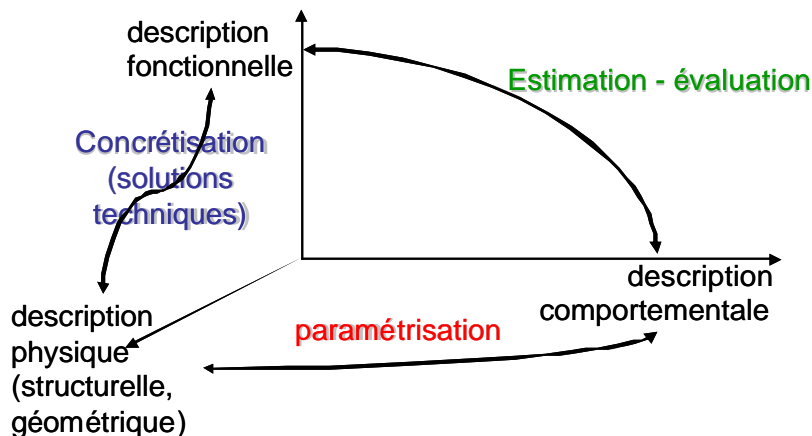 description
fonctionnelle
Estimation - évaluation
Concrétisation
(solutions
techniques)
description
comportementale
description
physique
(structurelle,
géométrique)
paramétrisation